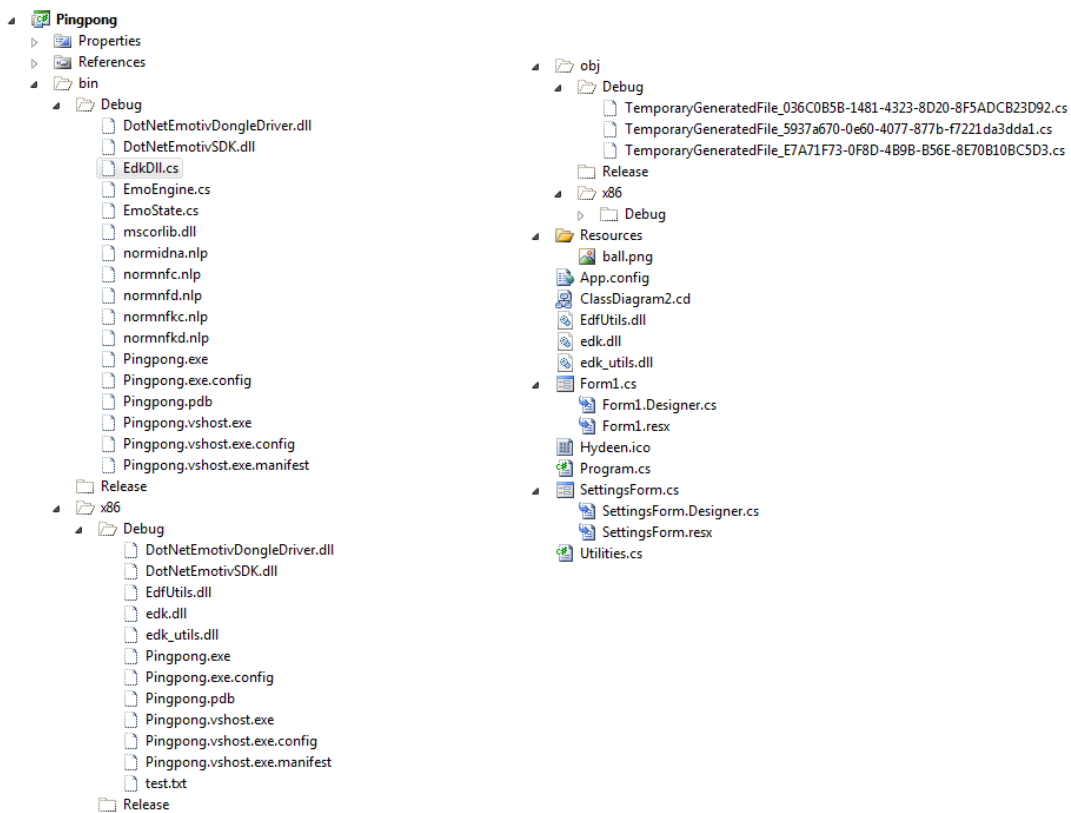 Pingpong
Properties
References
bin
Debug
DotNetEmotivDongleDriver.dll
DotNetEmotivSDK.dll
EdkDll.cs
EmoEngine.cs
EmoState.cs
mscorlib.dll
normidna.nlp
normnfc.nlp
normnfd.nlp
normnfkc.nlp
normnfkd.nlp
Pingpong.exe
Pingpong.exe.config
Pingpong.pdb
Pingpong.vshost.exe
Pingpong.vshost.exe.config
Pingpong.vshost.exe.manifest
Release
x86
Debug
DotNetEmotivDongleDriver.dll
DotNetEmotivSDK.dll
EdfUtils.dll
edk.dll
edk_utils.dll
Pingpong.exe
Pingpong.exe.config
Pingpong.pdb
Pingpong.vshost.exe
Pingpong.vshost.exe.config
Pingpong.vshost.exe.manifest
test.txt
Release
obj
Debug
TemporaryGeneratedFile_036C0B5B-1481-4323-8D20-8F5ADCB23D92.cs
TemporaryGeneratedFile_5937a670-0e60-4077-877b-f7221da3dda1.cs
TemporaryGeneratedFile_E7A71F73-0F8D-4B9B-B56E-8E70B10BC5D3.cs
Release
x86
Debug
Resources
ball.png
App.config
ClassDiagram2.cd
EdfUtils.dll
edk.dll
edk_utils.dll
Form1.cs
Form1.Designer.cs
Form1.resx
Hydeen.ico
Program.cs
SettingsForm.cs
SettingsForm.Designer.cs
SettingsForm.resx
Utilities.cs